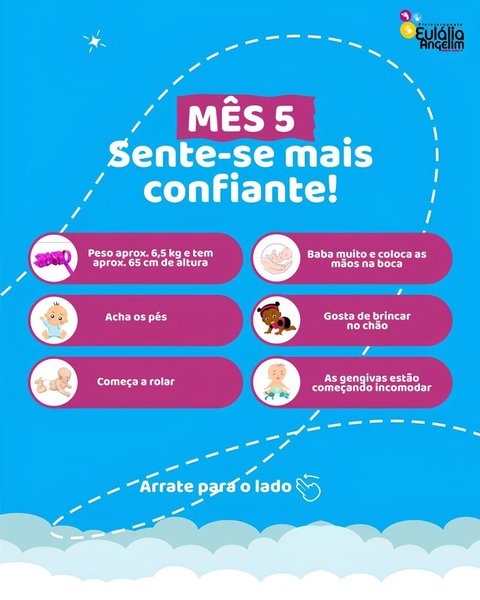 Fisioterapeuta
Eulália
Angelim
MÊS 5
Sente-se mais
confiante!
Peso aprox. 6,5 kg e tem
aprox. 65 cm de altura
Baba muito e coloca as
mãos na boca
Acha os pés
Gosta de brincar
no chão
Começa a rolar
As gengivas estão
começando incomodar
Arrate para o lado